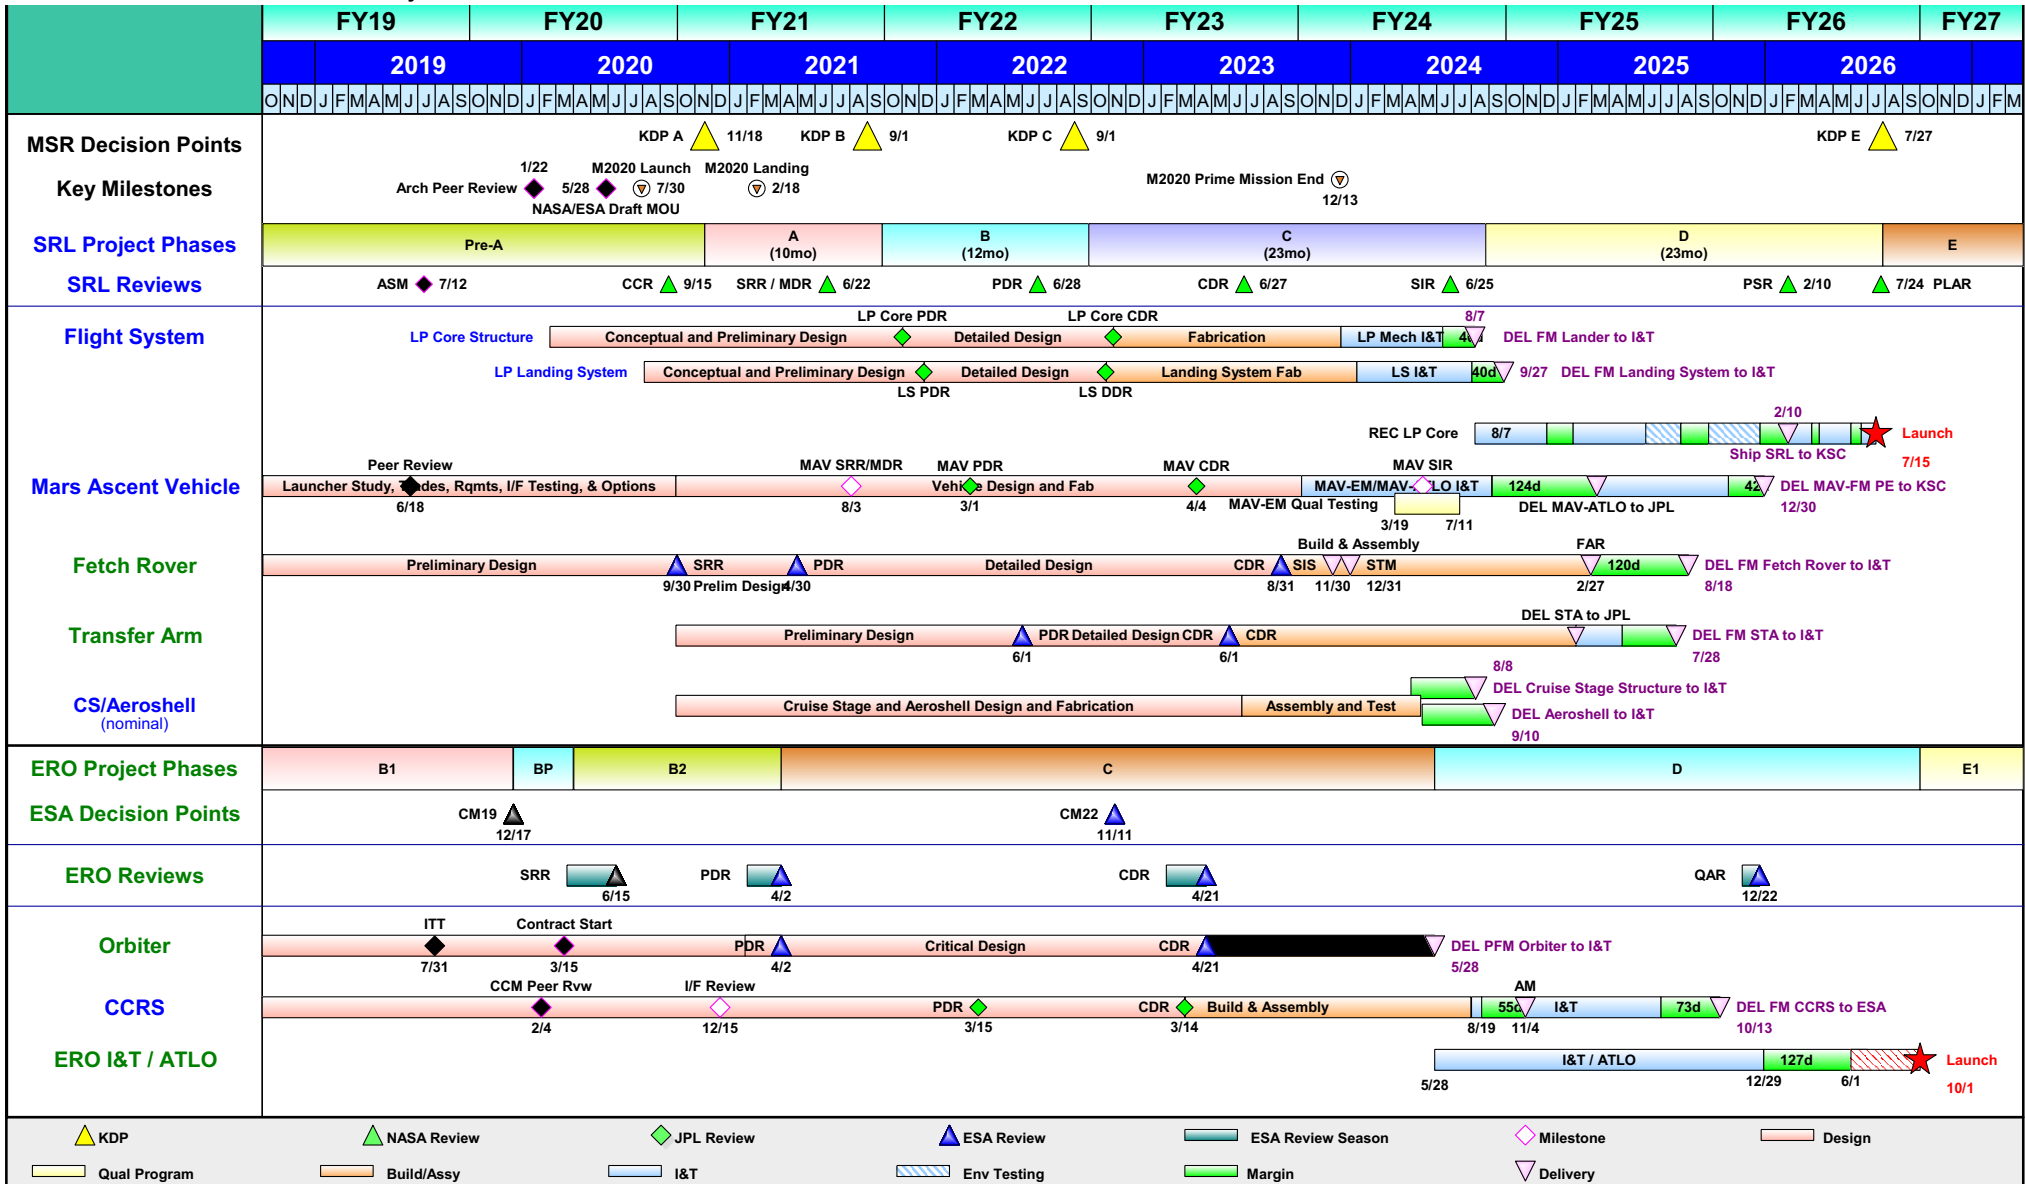 FY19 FY20 FY21 FY22 FY23 FY24 FY25 FY26 FY27
2019 2020 2021 2022 2023 2024 2025 2026
O N D J F M A M J J A S O N D J F M A M J J A S O N D J F M A M J J A S O N D J F M A M J J A S O N D J F M A M J J A S O N D J F M A M J J A S O N D J F M A M J J A S O N D J F M A M J J A S O N D J F M
MSR Decision Points
KDP A 11/18 KDP B 9/1 KDP C 9/1 KDP E 7/27
Key Milestones
1/22 M2020 Launch M2020 Landing
Arch Peer Review 5/28 7/30 2/18 M2020 Prime Mission End
NASA/ESA Draft MOU 12/13
SRL Project Phases
Pre-A A (10mo) B (12mo) C (23mo) D (23mo) E
SRL Reviews
ASM 7/12 CCR 9/15 SRR / MDR 6/22 PDR 6/28 CDR 6/27 SIR 6/25 PSR 2/10 7/24 PLAR
Flight System
LP Core PDR LP Core CDR 8/7
LP Core Structure Conceptual and Preliminary Design Detailed Design Fabrication LP Mech I&T DEL FM Lander to I&T
LP Landing System Conceptual and Preliminary Design Detailed Design Landing System Fab LS I&T 40d 9/27 DEL FM Landing System to I&T
LS PDR LS DDR
2/10
REC LP Core 8/7 Launch
Ship SRL to KSC 7/15
Mars Ascent Vehicle
Peer Review MAV SRR/MDR MAV PDR MAV CDR MAV SIR
Launcher Study, Trades, Rqmts, I/F Testing, & Options Vehicle Design and Fab MAV-EM/MAV-ATLO I&T 124d 42 DEL MAV-FM PE to KSC
6/18 8/3 3/1 4/4 MAV-EM Qual Testing DEL MAV-ATLO to JPL 12/30
3/19 7/11
Fetch Rover
Build & Assembly FAR
Preliminary Design SRR PDR Detailed Design CDR SIS STM 120d DEL FM Fetch Rover to I&T
9/30 Prelim Design 4/30 8/31 11/30 12/31 2/27 8/18
Transfer Arm
DEL STA to JPL
Preliminary Design PDR Detailed Design CDR CDR DEL FM STA to I&T
6/1 6/1 7/28
CS/Aeroshell
(nominal)
8/8
DEL Cruise Stage Structure to I&T
Cruise Stage and Aeroshell Design and Fabrication Assembly and Test DEL Aeroshell to I&T
9/10
ERO Project Phases
B1 BP B2 C D E1
ESA Decision Points
CM19 CM22
12/17 11/11
ERO Reviews
SRR PDR CDR QAR
6/15 4/2 4/21 12/22
Orbiter
ITT Contract Start
PDR Critical Design CDR DEL PFM Orbiter to I&T
7/31 3/15 4/2 4/21 5/28
CCRS
CCM Peer Rvw I/F Review AM
PDR CDR Build & Assembly 55d I&T 73d DEL FM CCRS to ESA
2/4 12/15 3/15 3/14 8/19 11/4 10/13
ERO I&T / ATLO
I&T / ATLO 127d Launch
5/28 12/29 6/1 10/1
KDP NASA Review JPL Review ESA Review ESA Review Season Milestone Design
Qual Program Build/Assy I&T Env Testing Margin Delivery